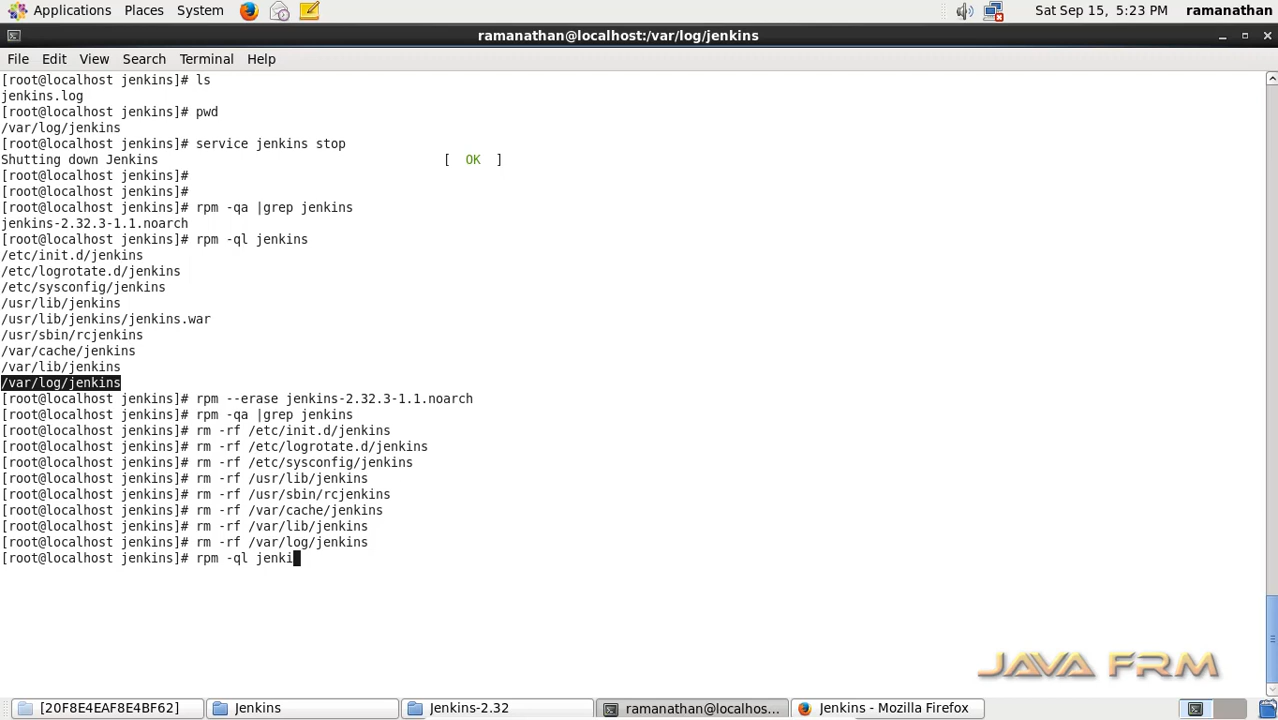 Applications Places System Sat Sep 15, 5:23 PM ramanathan
ramanathan@localhost:/var/log/jenkins
File Edit View Search Terminal Help
[root@localhost jenkins]# ls
jenkins.log
[root@localhost jenkins]# pwd
/var/log/jenkins
[root@localhost jenkins]# service jenkins stop
Shutting down Jenkins [ OK ]
[root@localhost jenkins]#
[root@localhost jenkins]#
[root@localhost jenkins]# rpm -qa |grep jenkins
jenkins-2.32.3-1.1.noarch
[root@localhost jenkins]# rpm -ql jenkins
/etc/init.d/jenkins
/etc/logrotate.d/jenkins
/etc/sysconfig/jenkins
/usr/lib/jenkins
/usr/lib/jenkins/jenkins.war
/usr/sbin/rcjenkins
/var/cache/jenkins
/var/lib/jenkins
/var/log/jenkins
[root@localhost jenkins]# rpm --erase jenkins-2.32.3-1.1.noarch
[root@localhost jenkins]# rpm -qa |grep jenkins
[root@localhost jenkins]# rm -rf /etc/init.d/jenkins
[root@localhost jenkins]# rm -rf /etc/logrotate.d/jenkins
[root@localhost jenkins]# rm -rf /etc/sysconfig/jenkins
[root@localhost jenkins]# rm -rf /usr/lib/jenkins
[root@localhost jenkins]# rm -rf /usr/sbin/rcjenkins
[root@localhost jenkins]# rm -rf /var/cache/jenkins
[root@localhost jenkins]# rm -rf /var/lib/jenkins
[root@localhost jenkins]# rm -rf /var/log/jenkins
[root@localhost jenkins]# rpm -ql jenki
JAVA FRM
[20F8E4EAF8E4BF62] Jenkins Jenkins-2.32 ramanathan@localhos... Jenkins - Mozilla Firefox